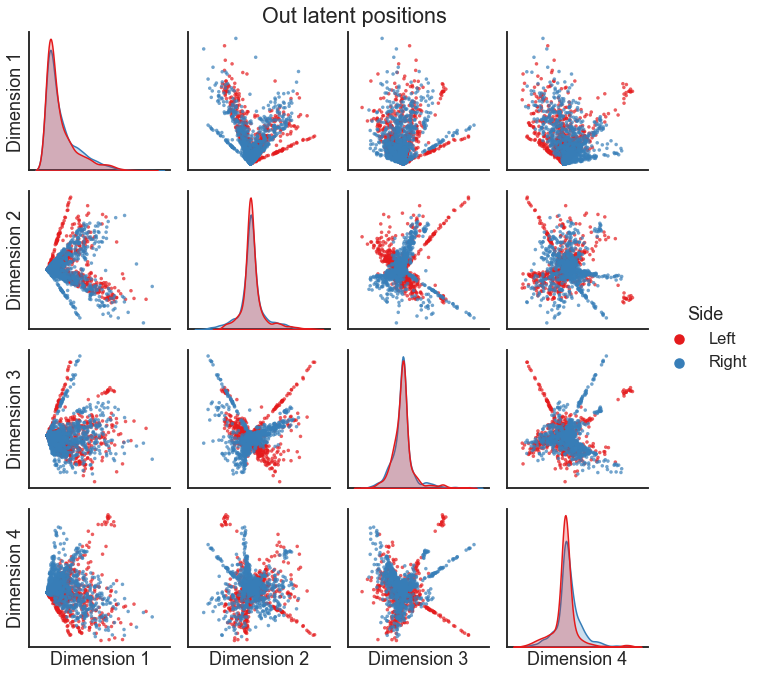 Out latent positions
Dimension 1
Dimension 2
Dimension 3
Dimension 4
Side
Left
Right
Dimension 1
Dimension 2
Dimension 3
Dimension 4